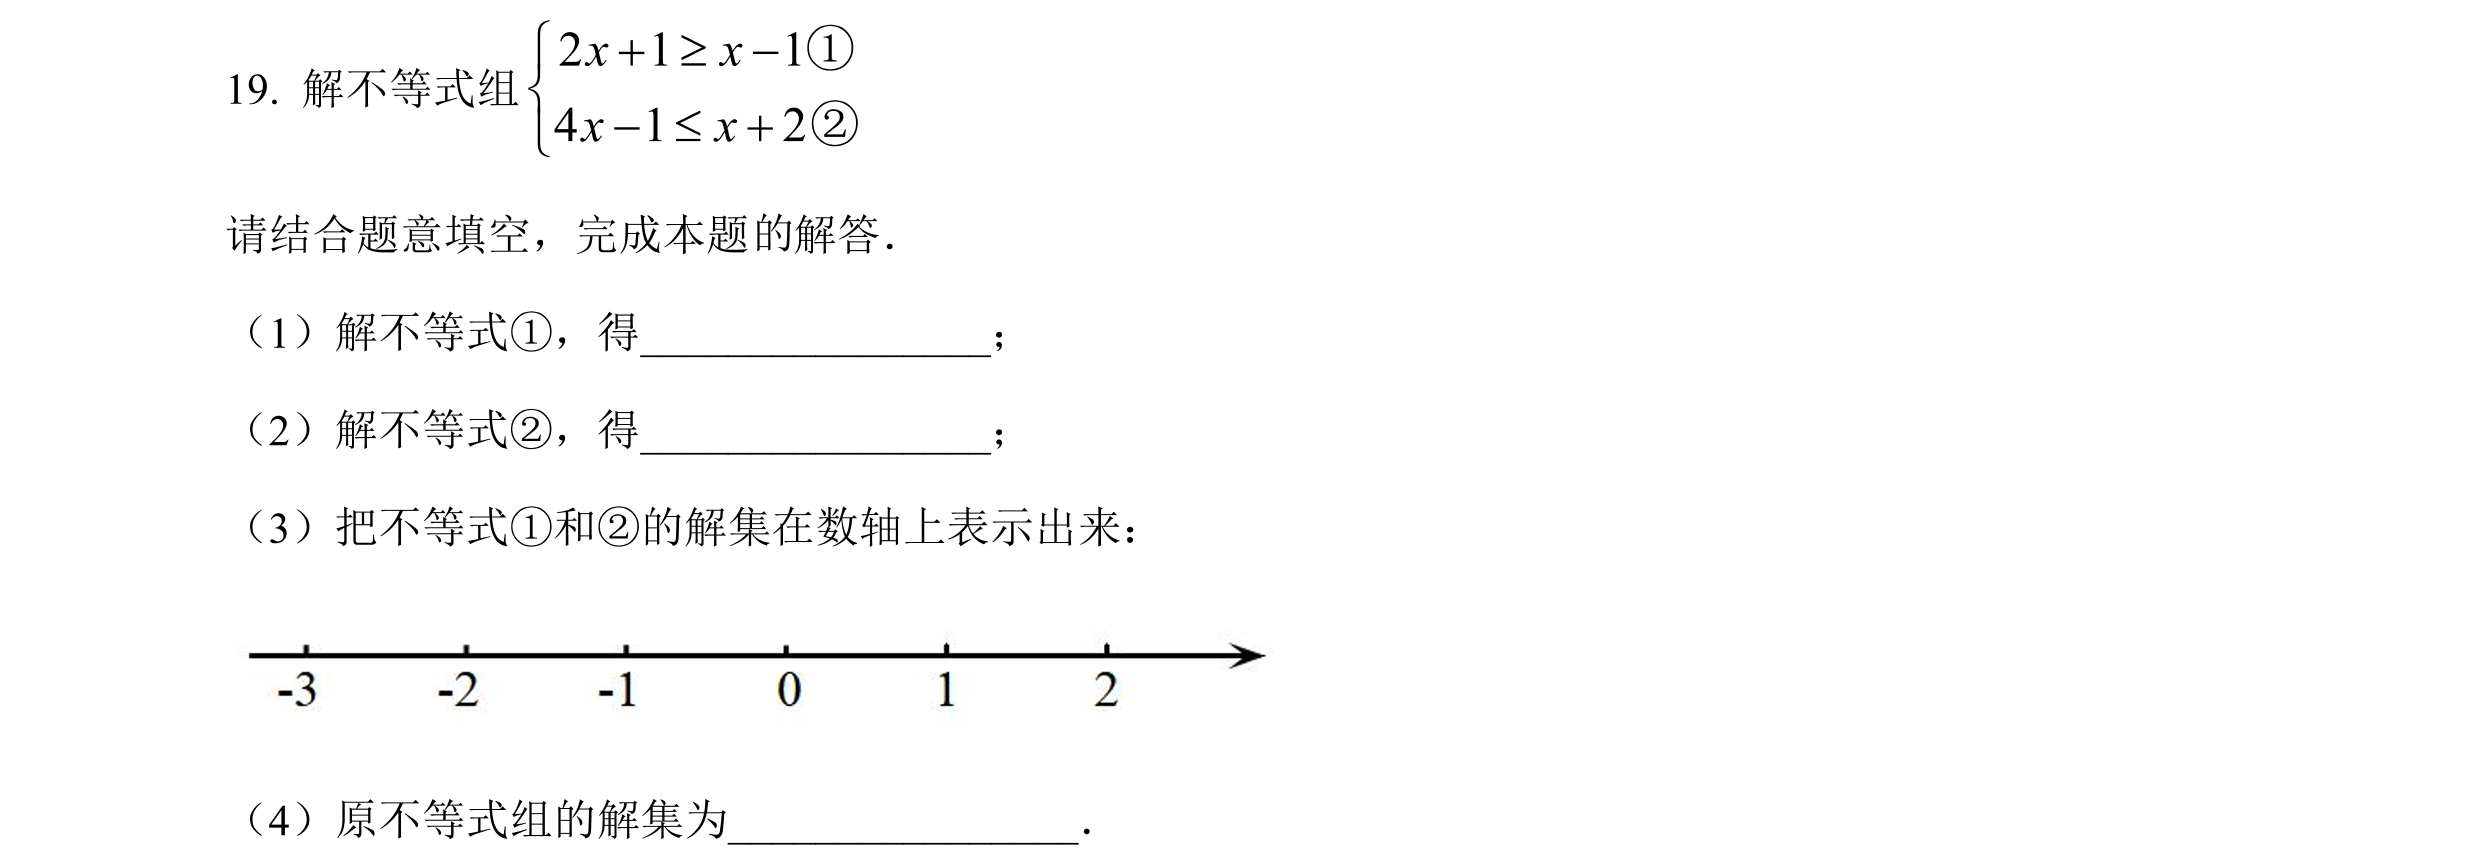 19. 解不等式组{2x+1≥x−1①
4x−1≤x+2②
请结合题意填空，完成本题的解答．
（1）解不等式①，得________________；
（2）解不等式②，得________________；
（3）把不等式①和②的解集在数轴上表示出来：
-3 -2 -1 0 1 2
（4）原不等式组的解集为________________．